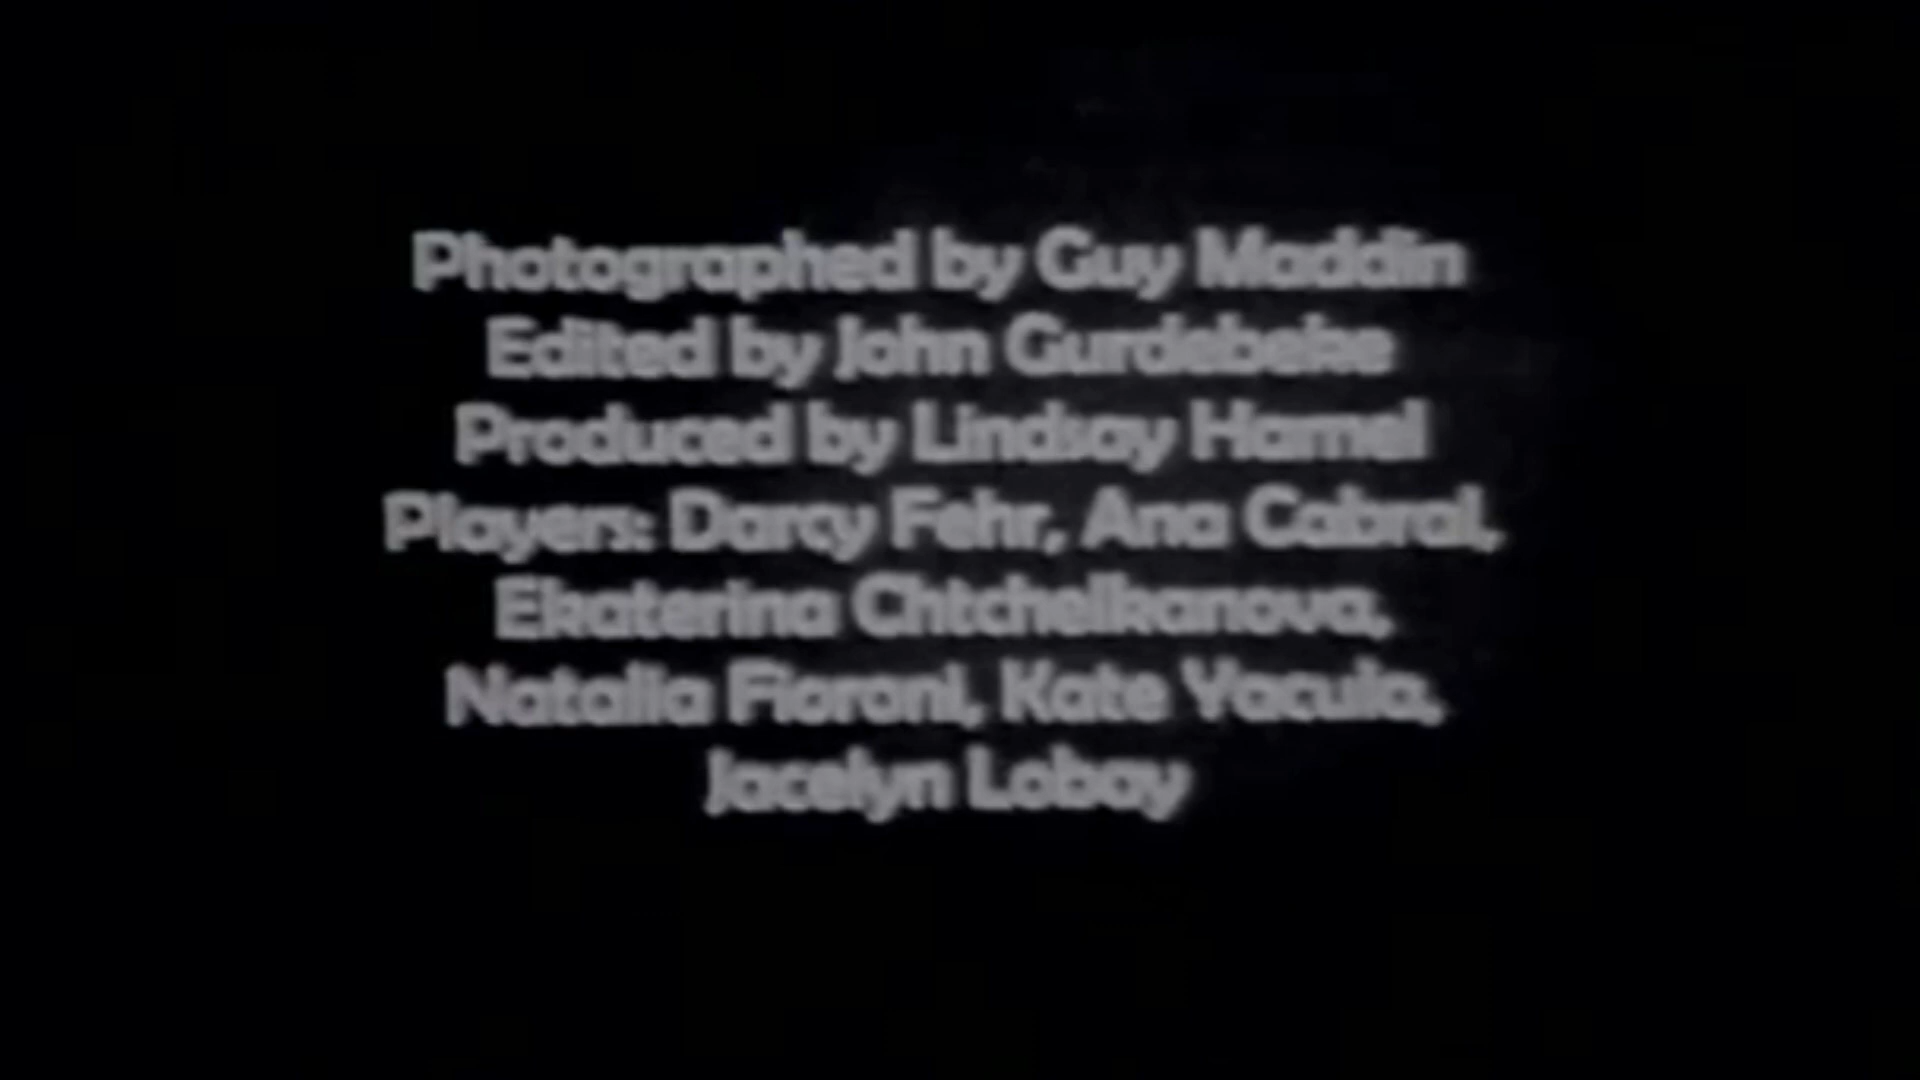 Photographed by Guy Maddin
Edited by John Gurdebeke
Produced by Lindsay Hamel
Players: Darcy Fehr, Ana Cabral,
Ekaterina Chtchelkanova,
Natalia Fiorani, Kate Yacula,
Jacelyn Lobay